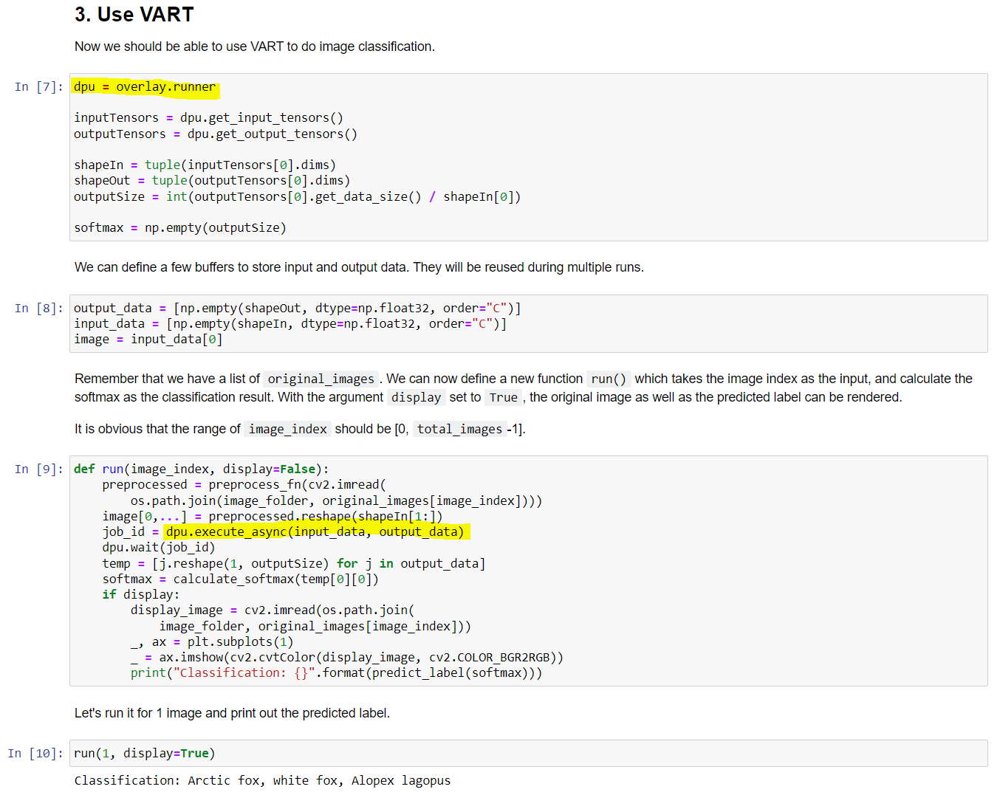 3. Use VART
Now we should be able to use VART to do image classification.
In [7]: dpu = overlay.runner
inputTensors = dpu.get_input_tensors()
outputTensors = dpu.get_output_tensors()
shapeIn = tuple(inputTensors[0].dims)
shapeOut = tuple(outputTensors[0].dims)
outputSize = int(outputTensors[0].get_data_size() / shapeIn[0])
softmax = np.empty(outputSize)
We can define a few buffers to store input and output data. They will be reused during multiple runs.
In [8]: output_data = [np.empty(shapeOut, dtype=np.float32, order="C")]
input_data = [np.empty(shapeIn, dtype=np.float32, order="C")]
image = input_data[0]
Remember that we have a list of original_images . We can now define a new function run() which takes the image index as the input, and calculate the
softmax as the classification result. With the argument display set to True , the original image as well as the predicted label can be rendered.
It is obvious that the range of image_index should be [0, total_images -1].
In [9]: def run(image_index, display=False):
    preprocessed = preprocess_fn(cv2.imread(
        os.path.join(image_folder, original_images[image_index])))
    image[0,...] = preprocessed.reshape(shapeIn[1:])
    job_id = dpu.execute_async(input_data, output_data)
    dpu.wait(job_id)
    temp = [j.reshape(1, outputSize) for j in output_data]
    softmax = calculate_softmax(temp[0][0])
    if display:
        display_image = cv2.imread(os.path.join(
            image_folder, original_images[image_index]))
        _, ax = plt.subplots(1)
        _ = ax.imshow(cv2.cvtColor(display_image, cv2.COLOR_BGR2RGB))
        print("Classification: {}".format(predict_label(softmax)))
Let's run it for 1 image and print out the predicted label.
In [10]: run(1, display=True)
Classification: Arctic fox, white fox, Alopex lagopus